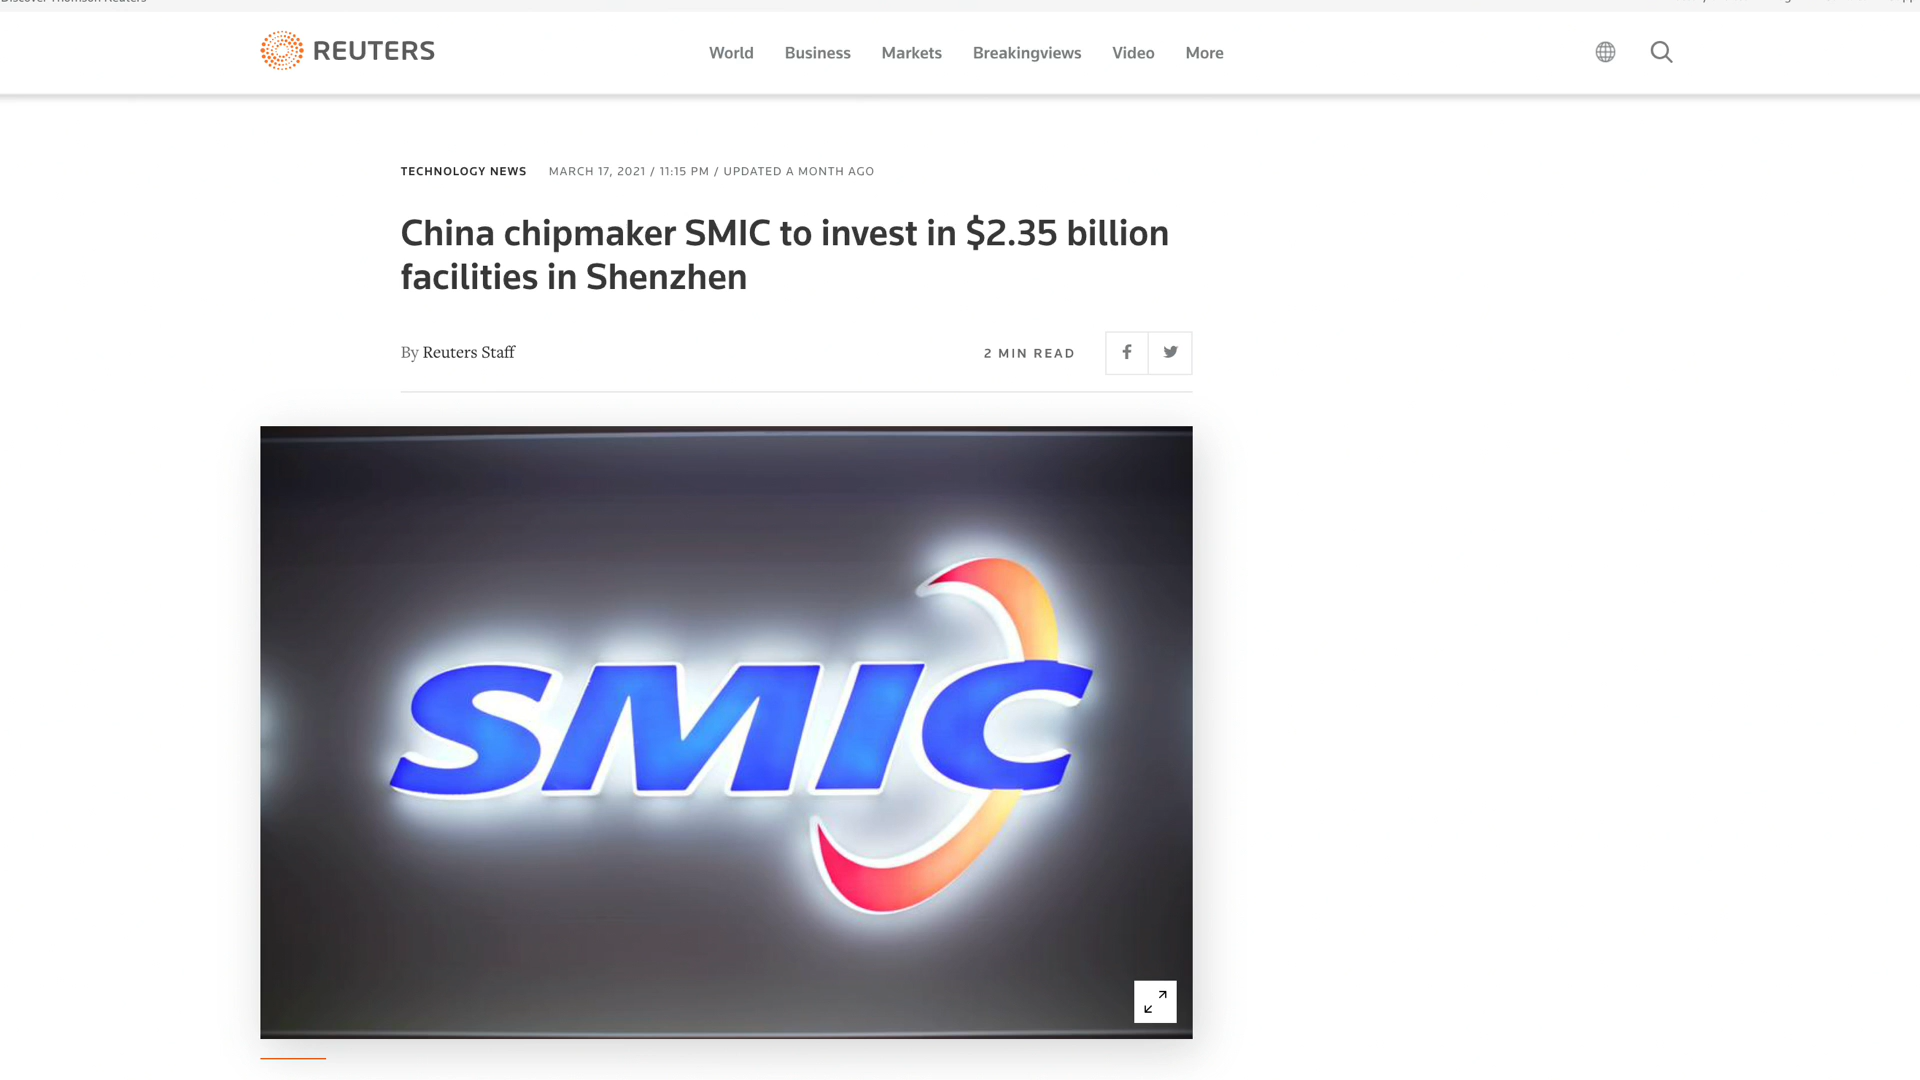 REUTERS
World Business Markets Breakingviews Video More
TECHNOLOGY NEWS MARCH 17, 2021 / 11:15 PM / UPDATED A MONTH AGO
China chipmaker SMIC to invest in $2.35 billion
facilities in Shenzhen
By Reuters Staff
2 MIN READ
SMIC